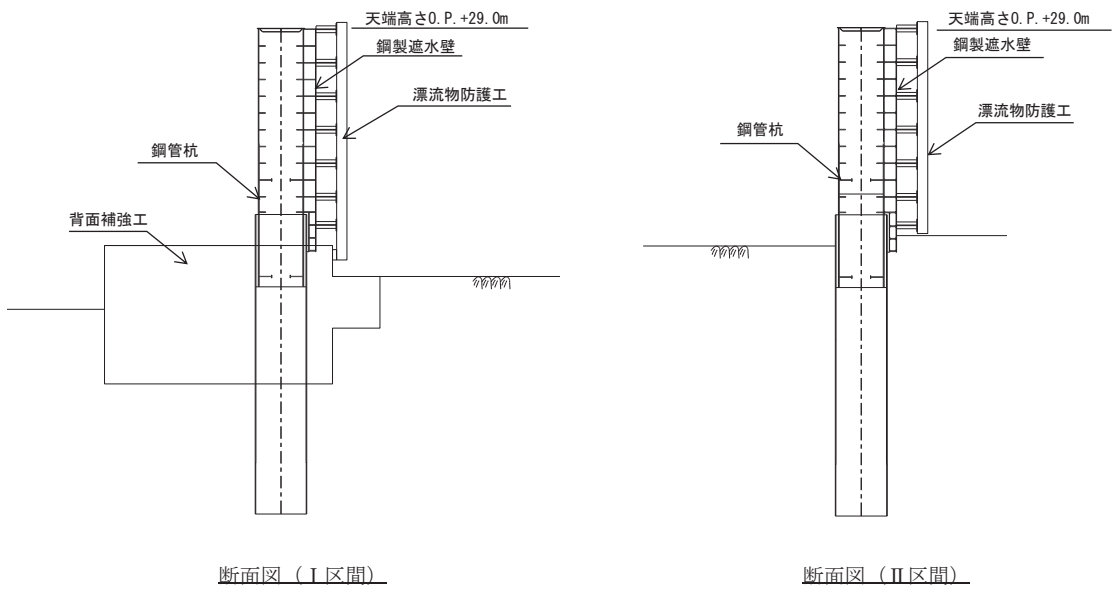 天端高さO.P.+29.0m
鋼製遮水壁
漂流物防護工
鋼管杭
背面補強工
断面図（Ⅰ区間）
天端高さO.P.+29.0m
鋼製遮水壁
漂流物防護工
鋼管杭
断面図（Ⅱ区間）